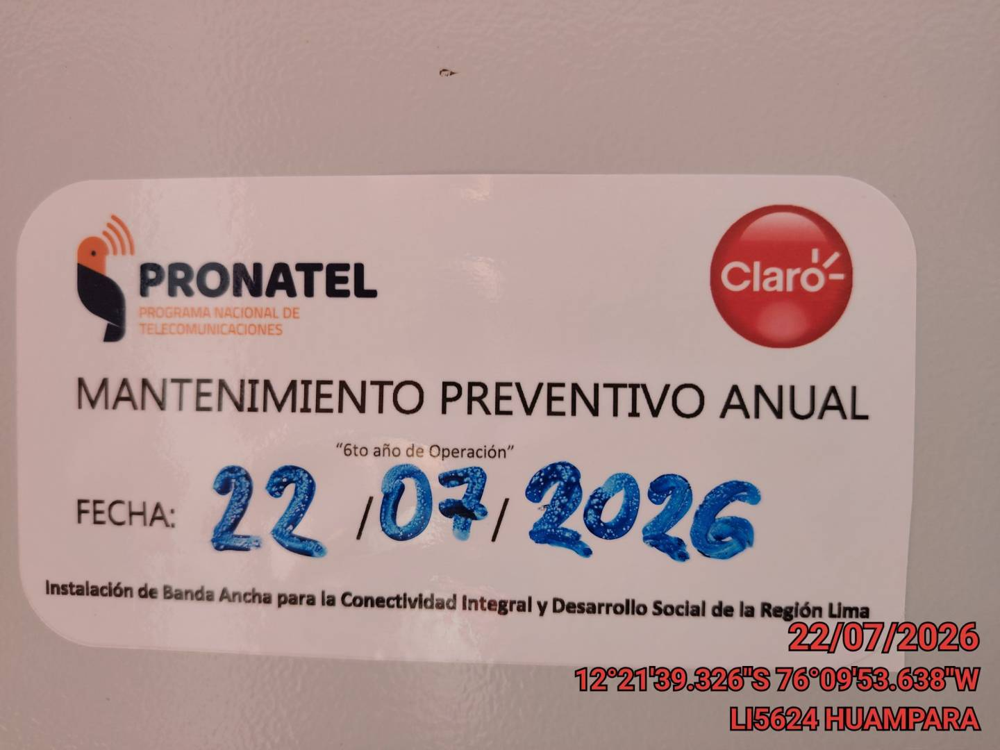 PRONATEL
PROGRAMA NACIONAL DE
TELECOMUNICACIONES
Claro
MANTENIMIENTO PREVENTIVO ANUAL
“6to año de Operación”
FECHA: 22 / 07 / 2026
Instalación de Banda Ancha para la Conectividad Integral y Desarrollo Social de la Región Lima
22/07/2026
12°21'39.326"S 76°09'53.638"W
LI5624 HUAMPARA